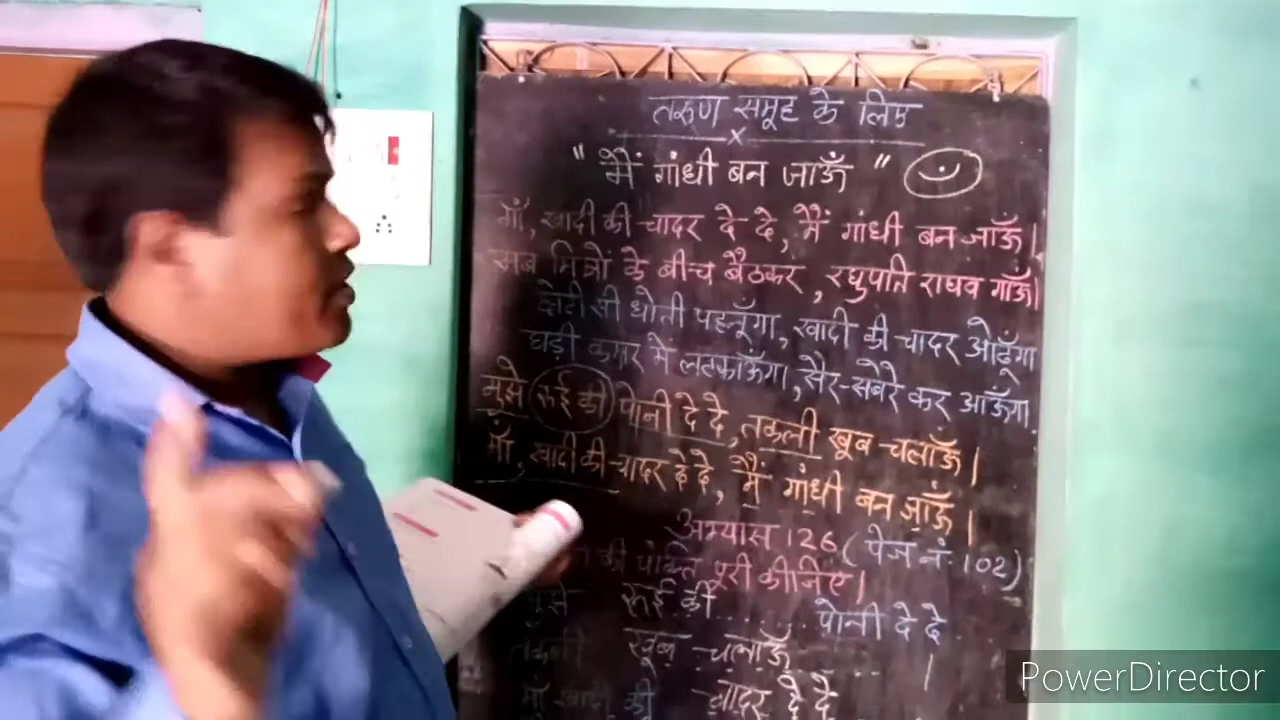 तरुण समूह के लिए
x
" मैं गांधी बन जाऊँ "
माँ, खादी की चादर दे दे, मैं गांधी बन जाऊँ।
सब मित्रों के बीच बैठकर, रघुपति राघव गाऊँ।
छोटी सी धोती पहनूँगा, खादी की चादर ओढूँगा
घड़ी कमर में लटकाऊँगा, सैर-सबेरे कर आऊँगा.
मुझे रूई की पोनी दे दे, तकली खूब चलाऊँ।
माँ, खादी की चादर दे दे, मैं गांधी बन जाऊँ।
अभ्यास 126 ( पेज नं. 102 )
की पंक्ति पूरी कीजिए।
मुझे रूई की ........ पोनी दे दे
तकली खूब चलाऊँ .... ।
माँ खादी की चादर दे दे
PowerDirector